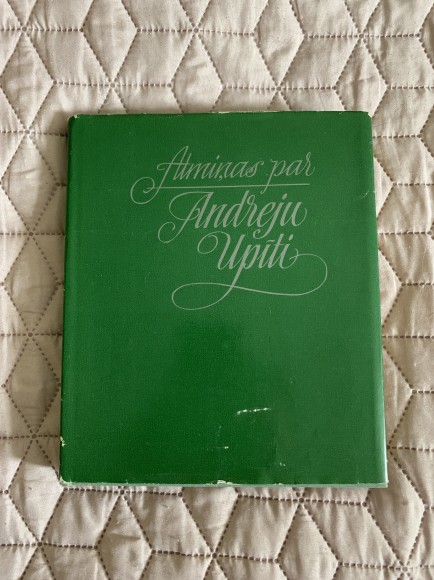 Atmiņas par
Andreju
Upīti